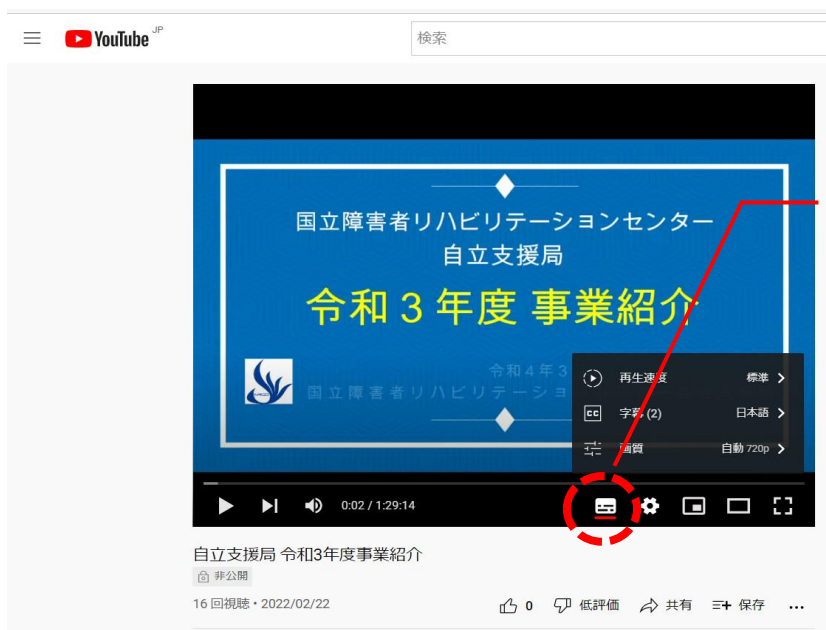 YouTube JP
検索
国立障害者リハビリテーションセンター
自立支援局
令和３年度 事業紹介
令和４年３
国立障害者リハビリテーショ
再生速度 標準
字幕 (2) 日本語
画質 自動 720p
0:02 / 1:29:14
自立支援局 令和3年度事業紹介
非公開
16 回視聴・2022/02/22
0 低評価 共有 保存